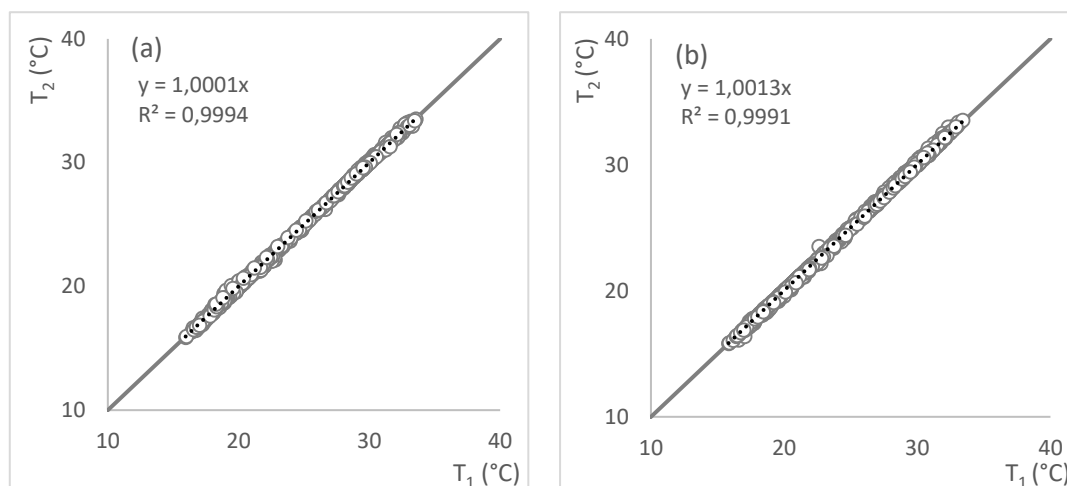 (a)
y = 1,0001x
R² = 0,9994
T₂ (°C)
40
30
20
10
10 20 30 40
T₁ (°C)
(b)
y = 1,0013x
R² = 0,9991
T₂ (°C)
40
30
20
10
10 20 30 40
T₁ (°C)